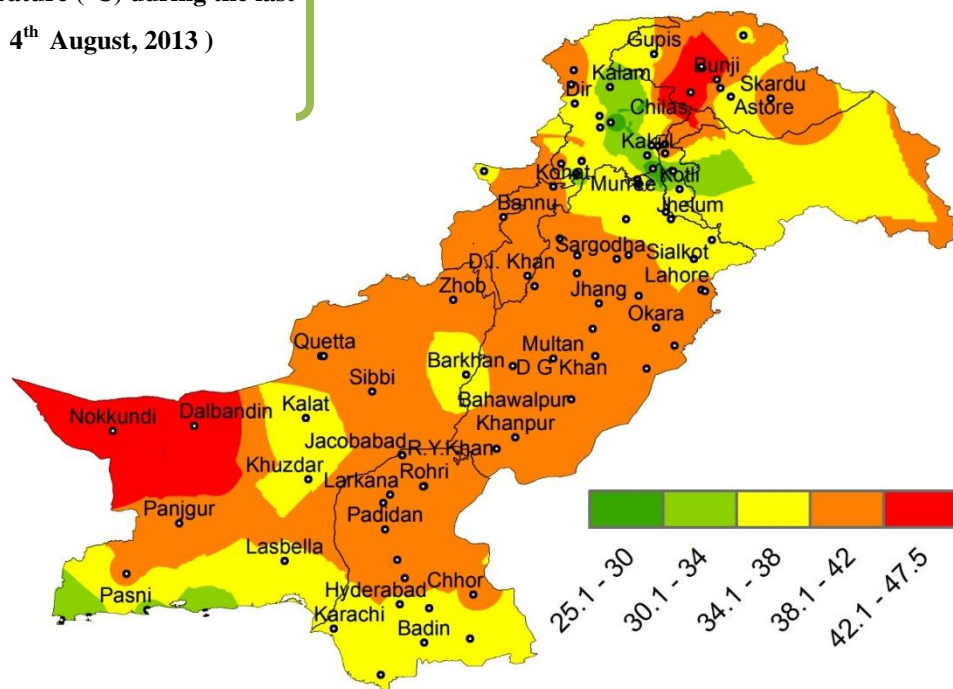 (°C) during the last
4th August, 2013 )
Gupis
Bunji
Kalam
Skardu
Dir
Astore
Chilas
Kakul
Kohat
Kotli
Murree
Bannu
Jhelum
Sargodha
Sialkot
D.I. Khan
Lahore
Zhob
Jhang
Okara
Quetta
Multan
Barkhan
D G Khan
Sibbi
Bahawalpur
Kalat
Nokkundi
Dalbandin
Khanpur
Jacobabad
R.Y.Khan
Khuzdar
Rohri
Larkana
Panjgur
Padidan
Lasbella
Chhor
Pasni
Hyderabad
Karachi
Badin
25.1 - 30
30.1 - 34
34.1 - 38
38.1 - 42
42.1 - 47.5